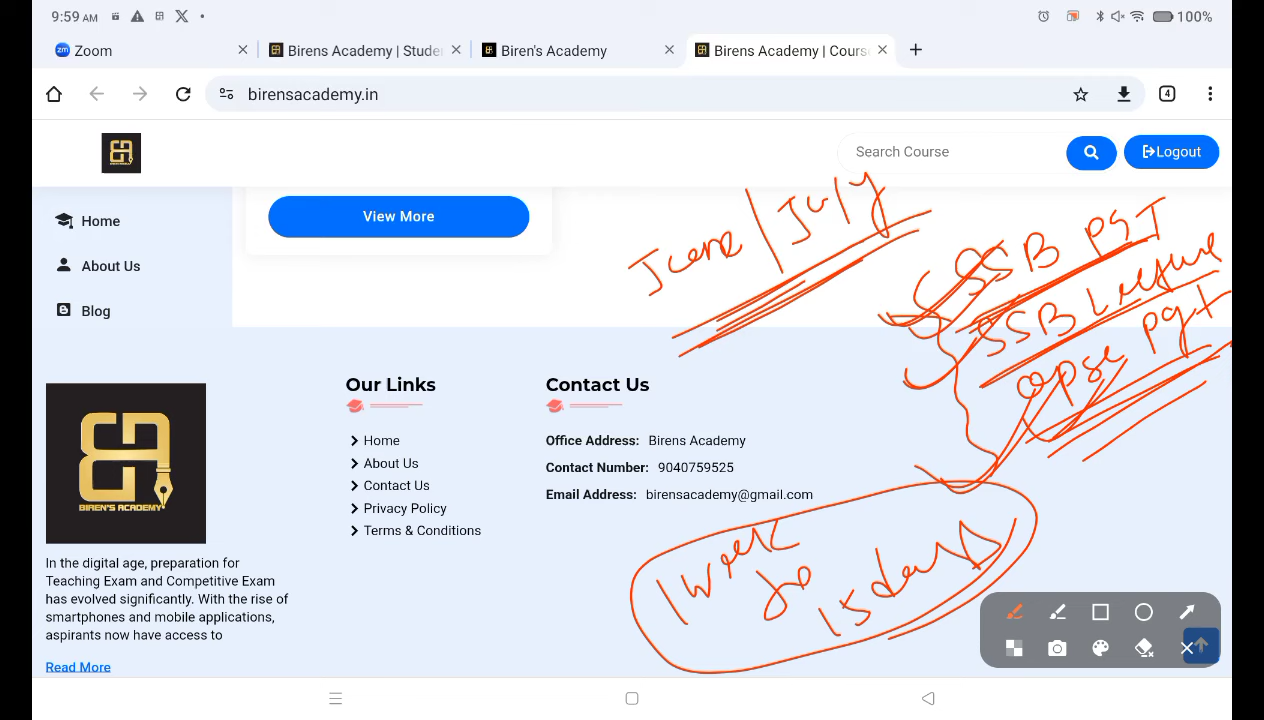 9:59 AM
100%
Zoom
Birens Academy | Stude
Biren's Academy
Birens Academy | Cours
birensacademy.in
4
Search Course
Logout
Home
About Us
Blog
View More
June / July
SSB PGT
SSB Lecture
OPSC PGT
BIREN'S ACADEMY
In the digital age, preparation for
Teaching Exam and Competitive Exam
has evolved significantly. With the rise of
smartphones and mobile applications,
aspirants now have access to
Read More
Our Links
Home
About Us
Contact Us
Privacy Policy
Terms & Conditions
Contact Us
Office Address: Birens Academy
Contact Number: 9040759525
Email Address: birensacademy@gmail.com
1 week
to
15 days